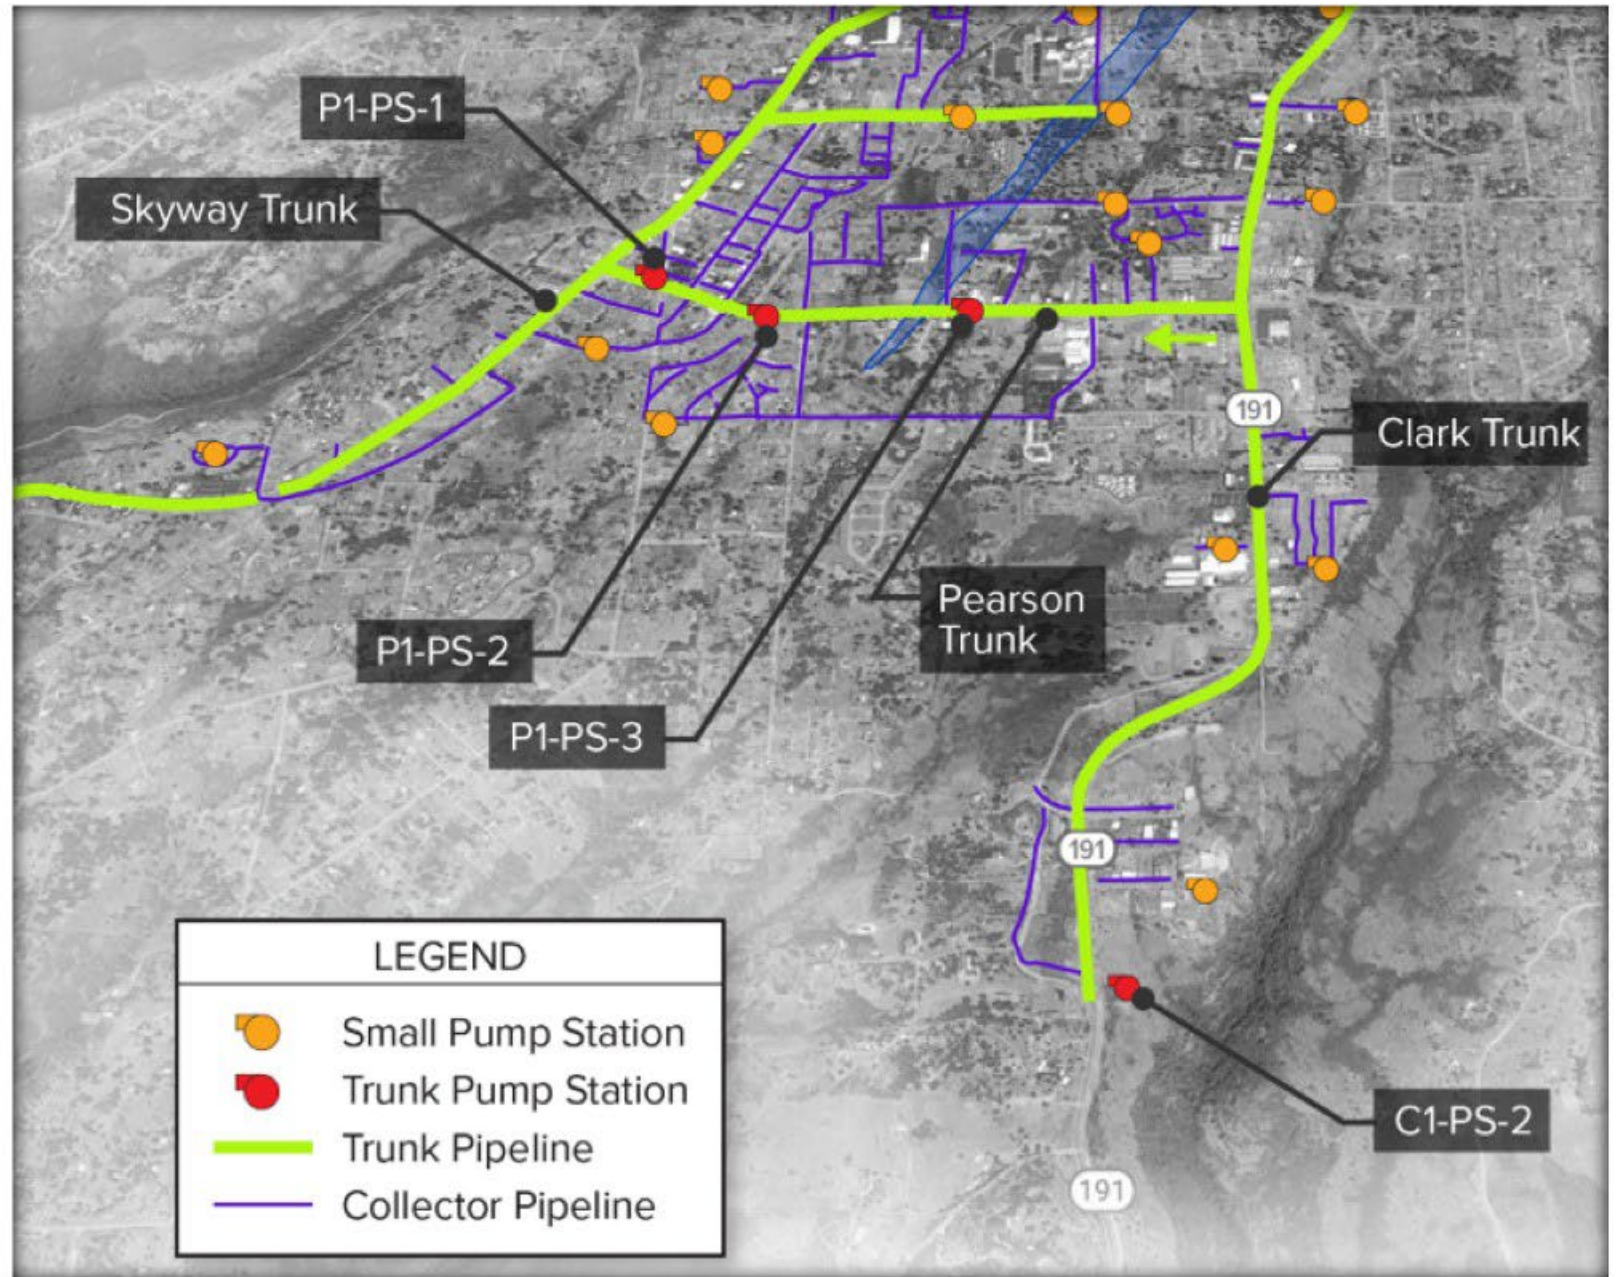 P1-PS-1
Skyway Trunk
191
Clark Trunk
Pearson
Trunk
P1-PS-2
P1-PS-3
191
LEGEND
Small Pump Station
Trunk Pump Station
Trunk Pipeline
Collector Pipeline
C1-PS-2
191